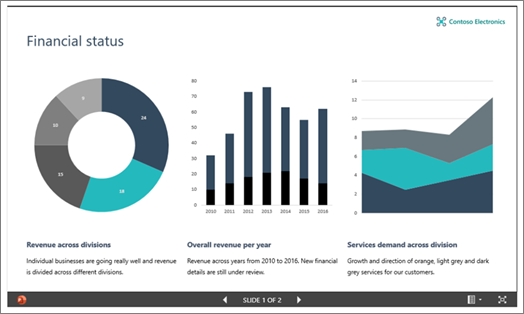 Contoso Electronics
Financial status
24
18
15
10
80
70
60
50
40
30
20
10
0
2010 2011 2012 2013 2014 2015 2016
14
12
10
8
6
4
2
0
Revenue across divisions
Individual businesses are going really well and revenue
is divided across different divisions.
Overall revenue per year
Revenue across years from 2010 to 2016. New financial
details are still under review.
Services demand across division
Growth and direction of orange, light grey and dark
grey services for our customers.
SLIDE 1 OF 2